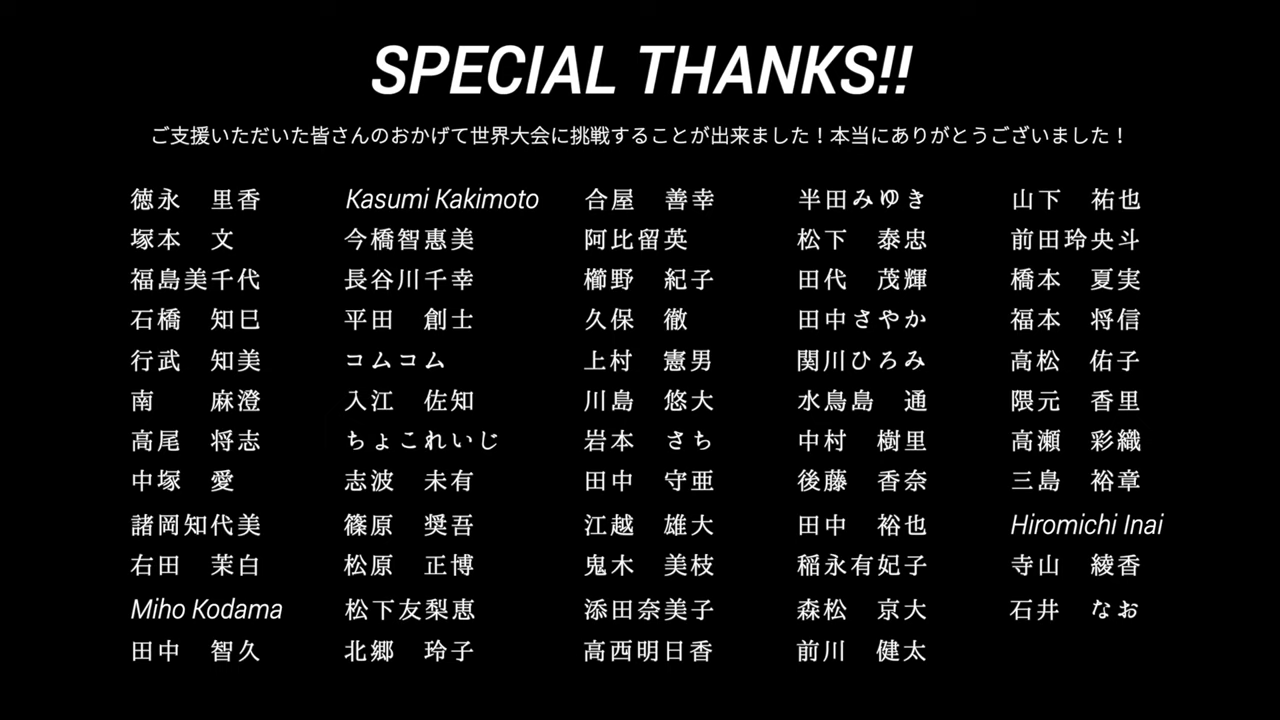 SPECIAL THANKS!!
ご支援いただいた皆さんのおかげで世界大会に挑戦することが出来ました！本当にありがとうございました！
徳永　里香　Kasumi Kakimoto　合屋　善幸　半田みゆき　山下　祐也
塚本　文　今橋智惠美　阿比留英　松下　泰忠　前田玲央斗
福島美千代　長谷川千幸　櫛野　紀子　田代　茂輝　橋本　夏実
石橋　知巳　平田　創士　久保　徹　田中さやか　福本　将信
行武　知美　コムコム　上村　憲男　関川ひろみ　高松　佑子
南　　麻澄　入江　佐知　川島　悠大　水鳥島　通　隈元　香里
高尾　将志　ちょこれいじ　岩本　さち　中村　樹里　高瀬　彩織
中塚　愛　志波　未有　田中　守亜　後藤　香奈　三島　裕章
諸岡知代美　篠原　奨吾　江越　雄大　田中　裕也　Hiromichi Inai
右田　茉白　松原　正博　鬼木　美枝　稲永有妃子　寺山　綾香
Miho Kodama　松下友梨恵　添田奈美子　森松　京大　石井　なお
田中　智久　北郷　玲子　高西明日香　前川　健太